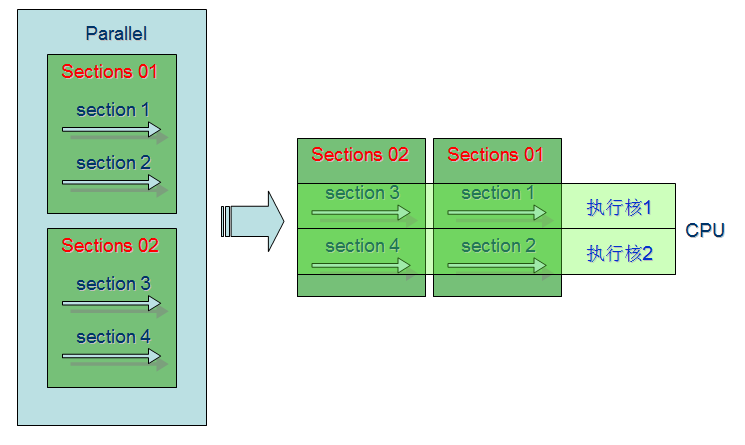 Parallel
Sections 01
section 1
section 2
Sections 02
section 3
section 4
Sections 02
Sections 01
section 3
section 1
执行核1
section 4
section 2
执行核2
CPU